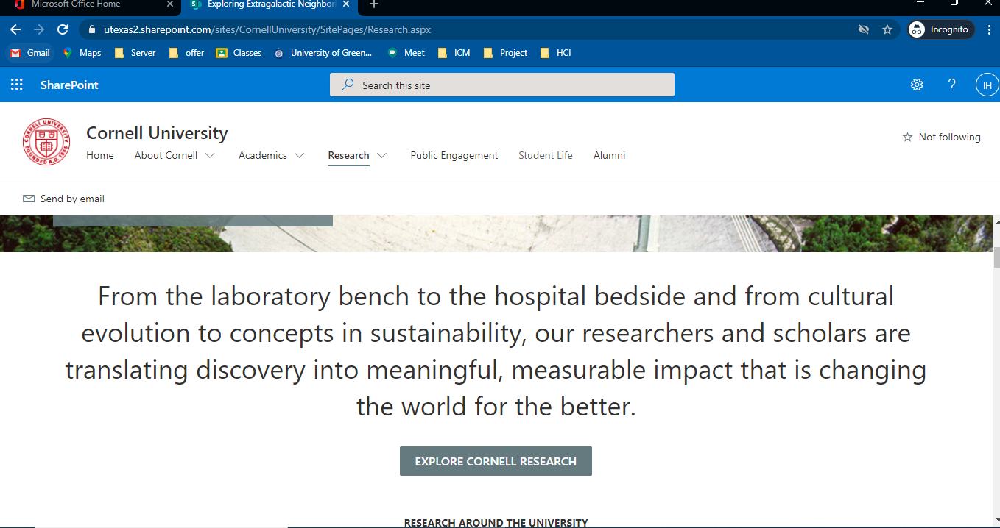 Microsoft Office Home
Exploring Extragalactic Neighbor
utexas2.sharepoint.com/sites/CornellUniversity/SitePages/Research.aspx
Incognito
Gmail Maps Server offer Classes University of Green... Meet ICM Project HCI
SharePoint
Search this site
? IH
CORNELL UNIVERSITY
FOUNDED A.D. 1865
Cornell University
Not following
Home About Cornell Academics Research Public Engagement Student Life Alumni
Send by email
From the laboratory bench to the hospital bedside and from cultural
evolution to concepts in sustainability, our researchers and scholars are
translating discovery into meaningful, measurable impact that is changing
the world for the better.
EXPLORE CORNELL RESEARCH
RESEARCH AROUND THE UNIVERSITY